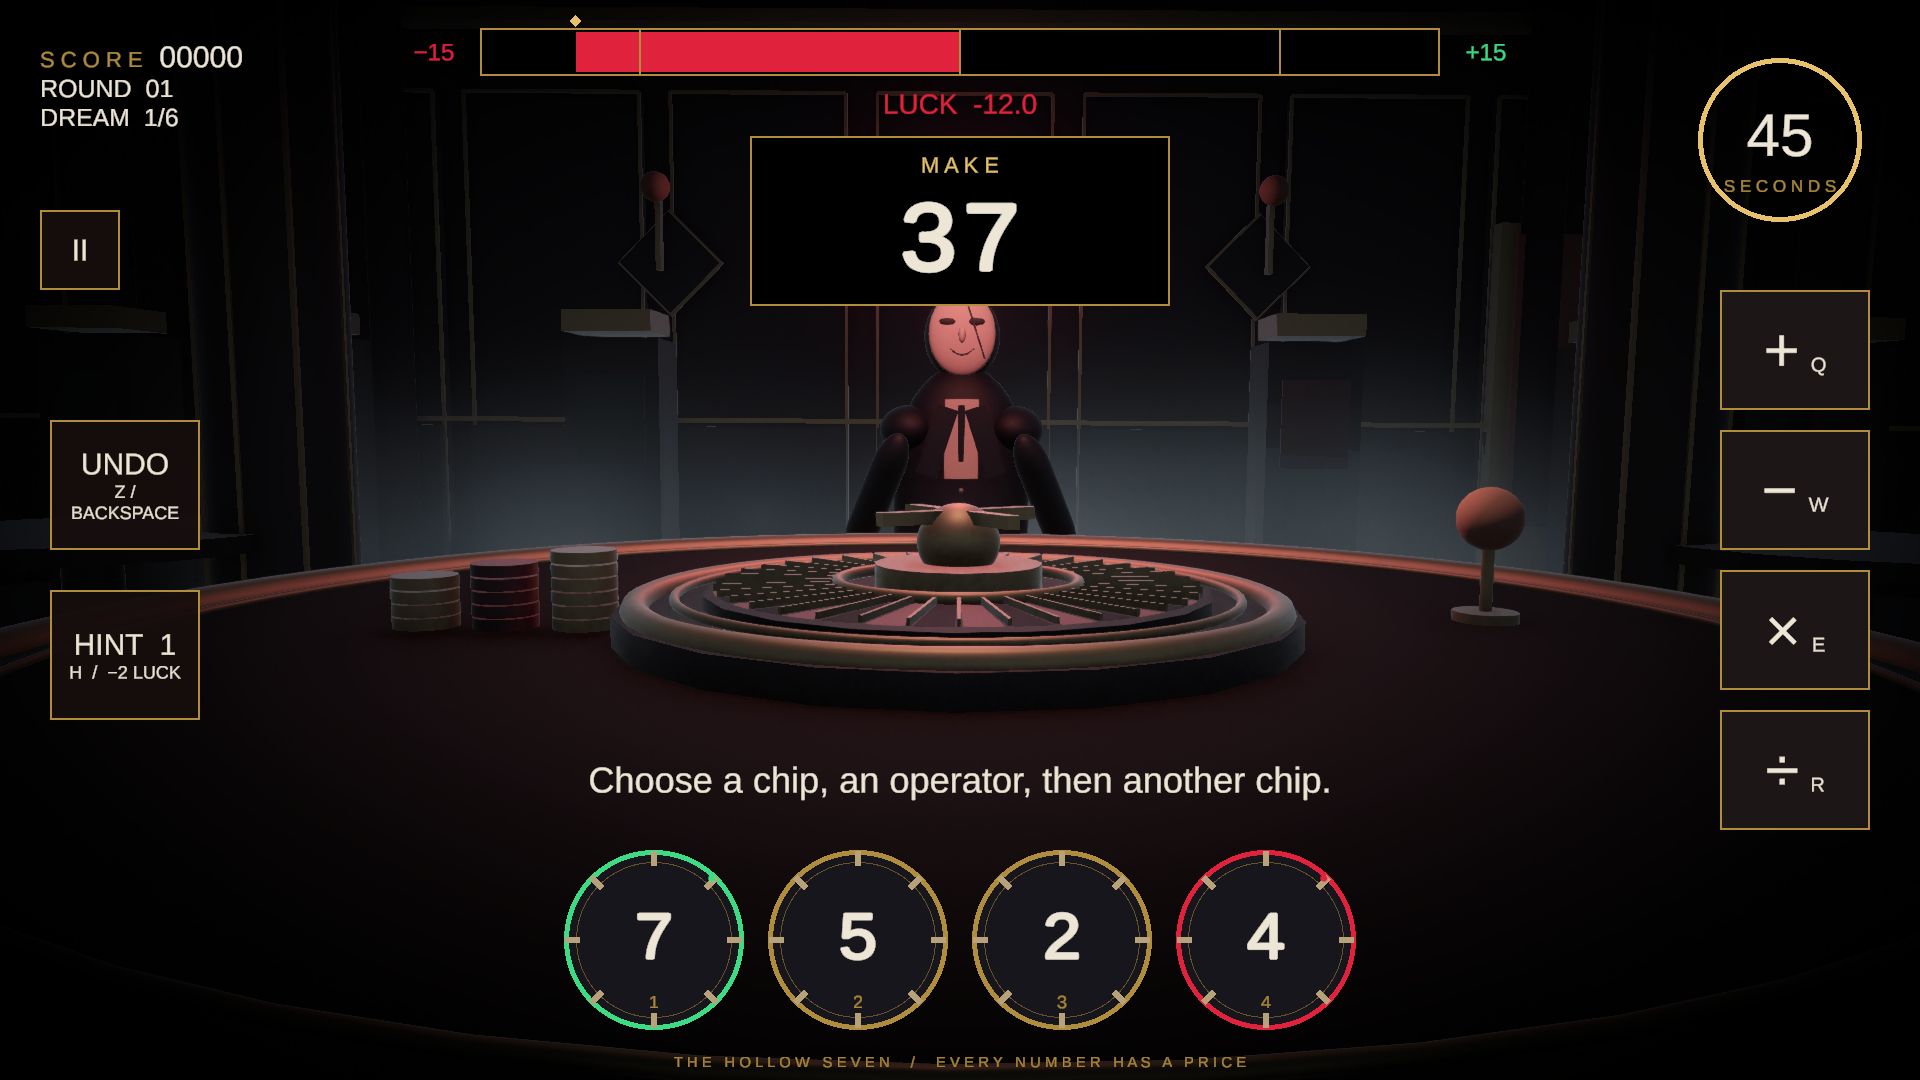 SCORE 00000
ROUND 01
DREAM 1/6
−15
+15
LUCK -12.0
MAKE
37
45
SECONDS
II
UNDO
Z /
BACKSPACE
HINT 1
H / −2 LUCK
+ Q
− W
× E
÷ R
Choose a chip, an operator, then another chip.
7 5 2 4
1 2 3 4
THE HOLLOW SEVEN / EVERY NUMBER HAS A PRICE